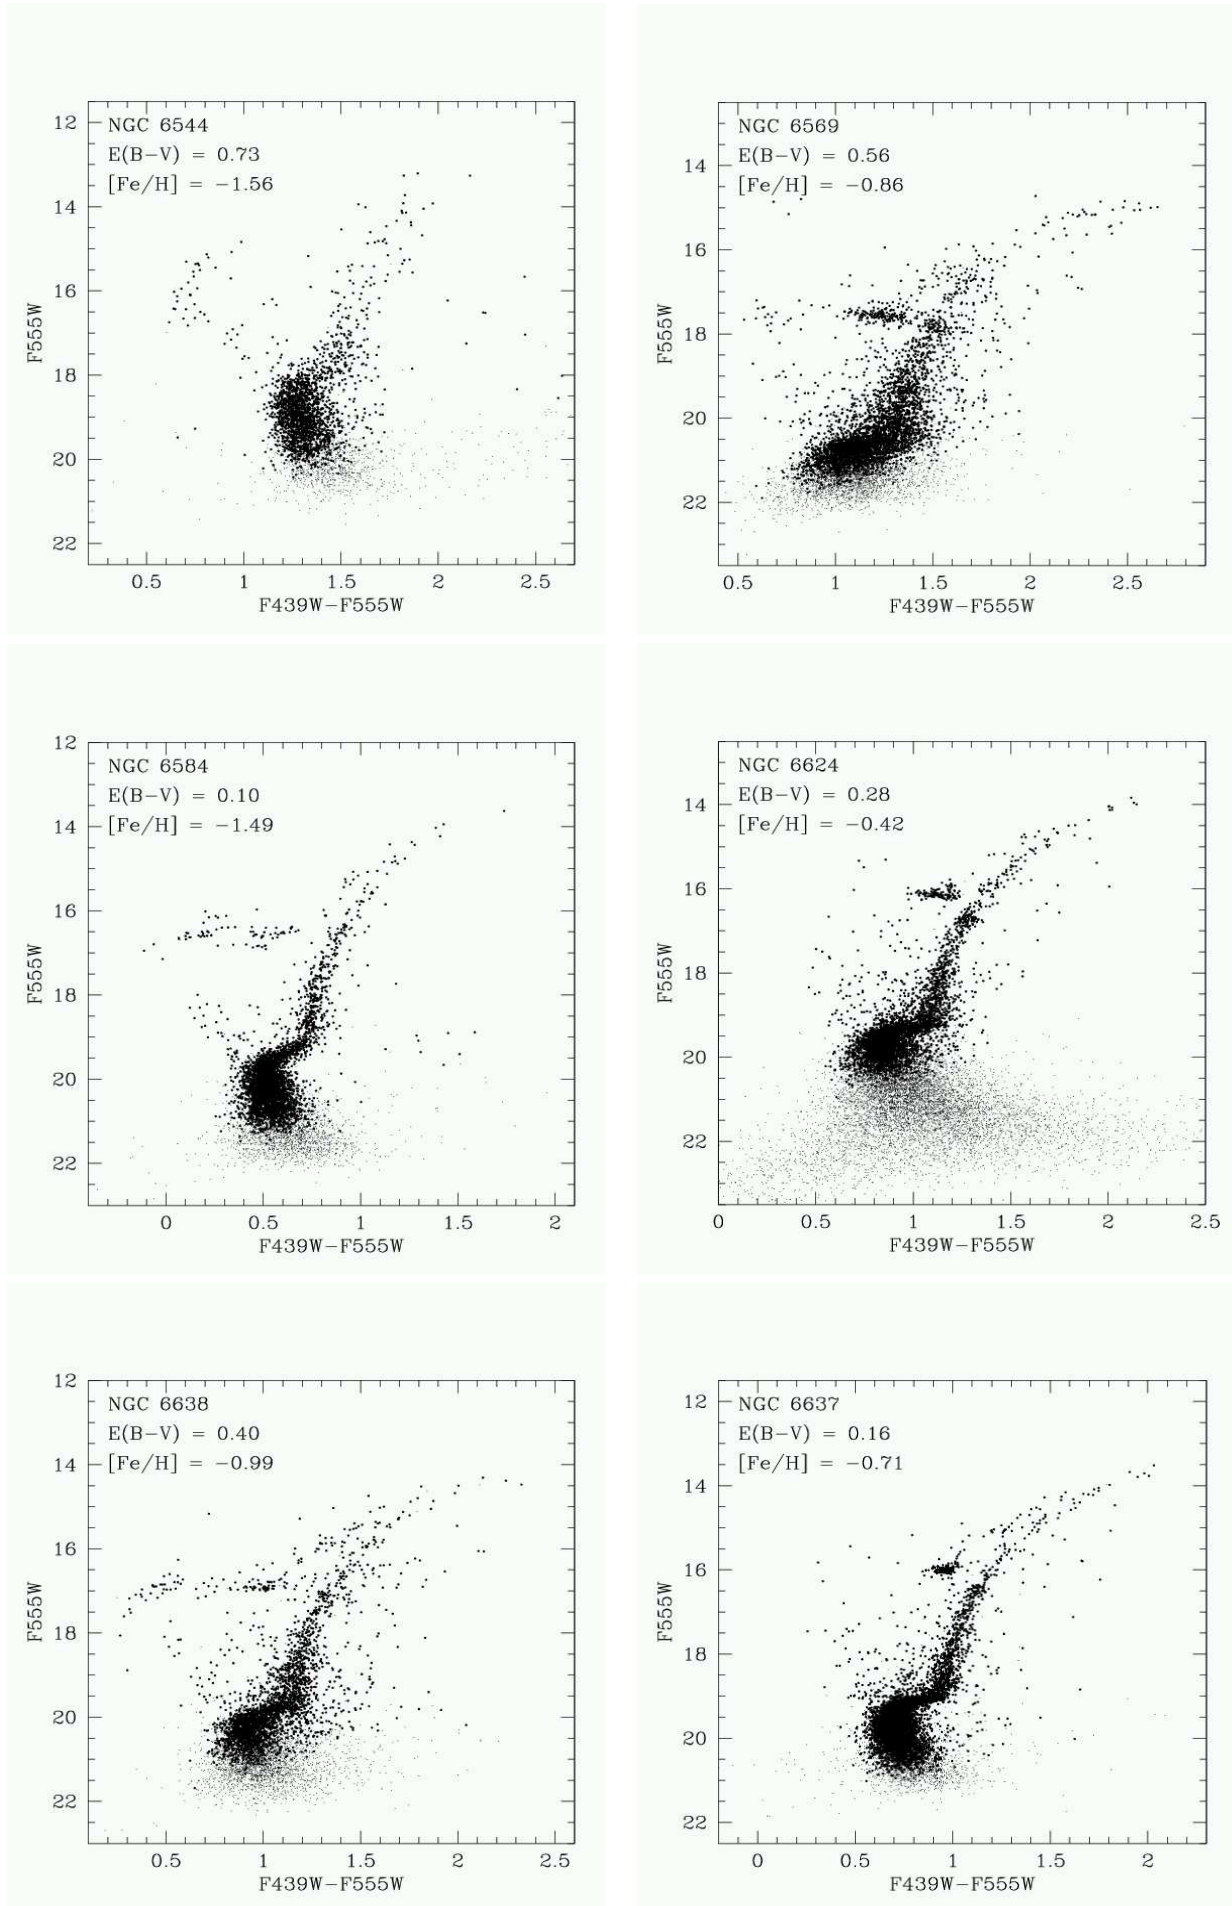 NGC 6544
E(B−V) = 0.73
[Fe/H] = −1.56
12
14
16
18
20
22
F555W
0.5 1 1.5 2 2.5
F439W−F555W
NGC 6569
E(B−V) = 0.56
[Fe/H] = −0.86
14
16
18
20
22
F555W
0.5 1 1.5 2 2.5
F439W−F555W
NGC 6584
E(B−V) = 0.10
[Fe/H] = −1.49
12
14
16
18
20
22
F555W
0 0.5 1 1.5 2
F439W−F555W
NGC 6624
E(B−V) = 0.28
[Fe/H] = −0.42
14
16
18
20
22
F555W
0 0.5 1 1.5 2 2.5
F439W−F555W
NGC 6638
E(B−V) = 0.40
[Fe/H] = −0.99
12
14
16
18
20
22
F555W
0.5 1 1.5 2 2.5
F439W−F555W
NGC 6637
E(B−V) = 0.16
[Fe/H] = −0.71
12
14
16
18
20
22
F555W
0 0.5 1 1.5 2
F439W−F555W